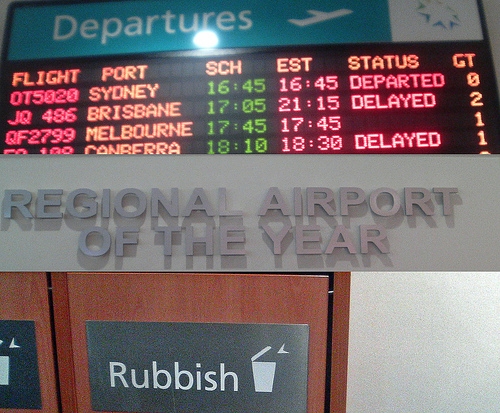 Departures
FLIGHT PORT SCH EST STATUS GT
OT5020 SYDNEY 16:45 16:45 DEPARTED 0
JQ 486 BRISBANE 17:05 21:15 DELAYED 2
QF2799 MELBOURNE 17:45 17:45 1
108 CANBERRA 18:10 18:30 DELAYED 1
REGIONAL AIRPORT
OF THE YEAR
Rubbish